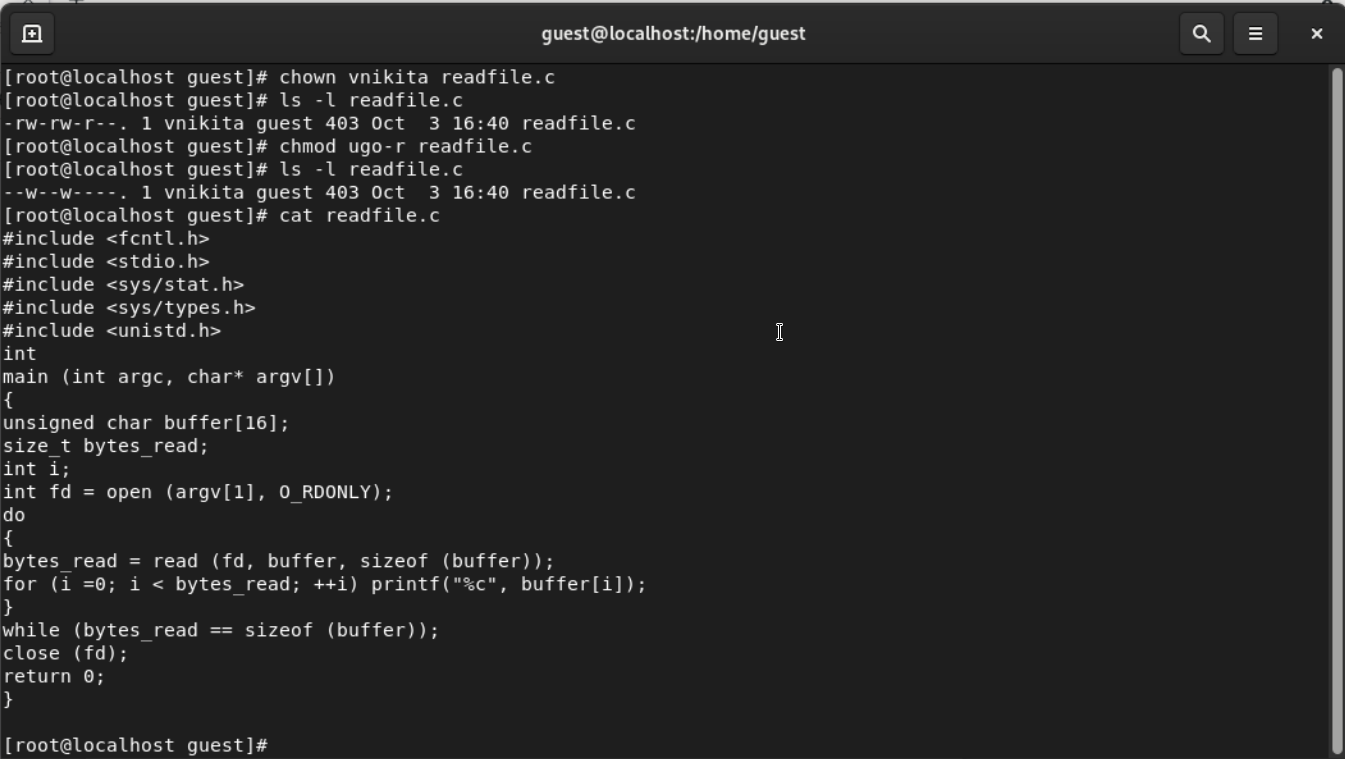 guest@localhost:/home/guest
[root@localhost guest]# chown vnikita readfile.c
[root@localhost guest]# ls -l readfile.c
-rw-rw-r--. 1 vnikita guest 403 Oct  3 16:40 readfile.c
[root@localhost guest]# chmod ugo-r readfile.c
[root@localhost guest]# ls -l readfile.c
--w--w----. 1 vnikita guest 403 Oct  3 16:40 readfile.c
[root@localhost guest]# cat readfile.c
#include <fcntl.h>
#include <stdio.h>
#include <sys/stat.h>
#include <sys/types.h>
#include <unistd.h>
int
main (int argc, char* argv[])
{
unsigned char buffer[16];
size_t bytes_read;
int i;
int fd = open (argv[1], O_RDONLY);
do
{
bytes_read = read (fd, buffer, sizeof (buffer));
for (i =0; i < bytes_read; ++i) printf("%c", buffer[i]);
}
while (bytes_read == sizeof (buffer));
close (fd);
return 0;
}
[root@localhost guest]#